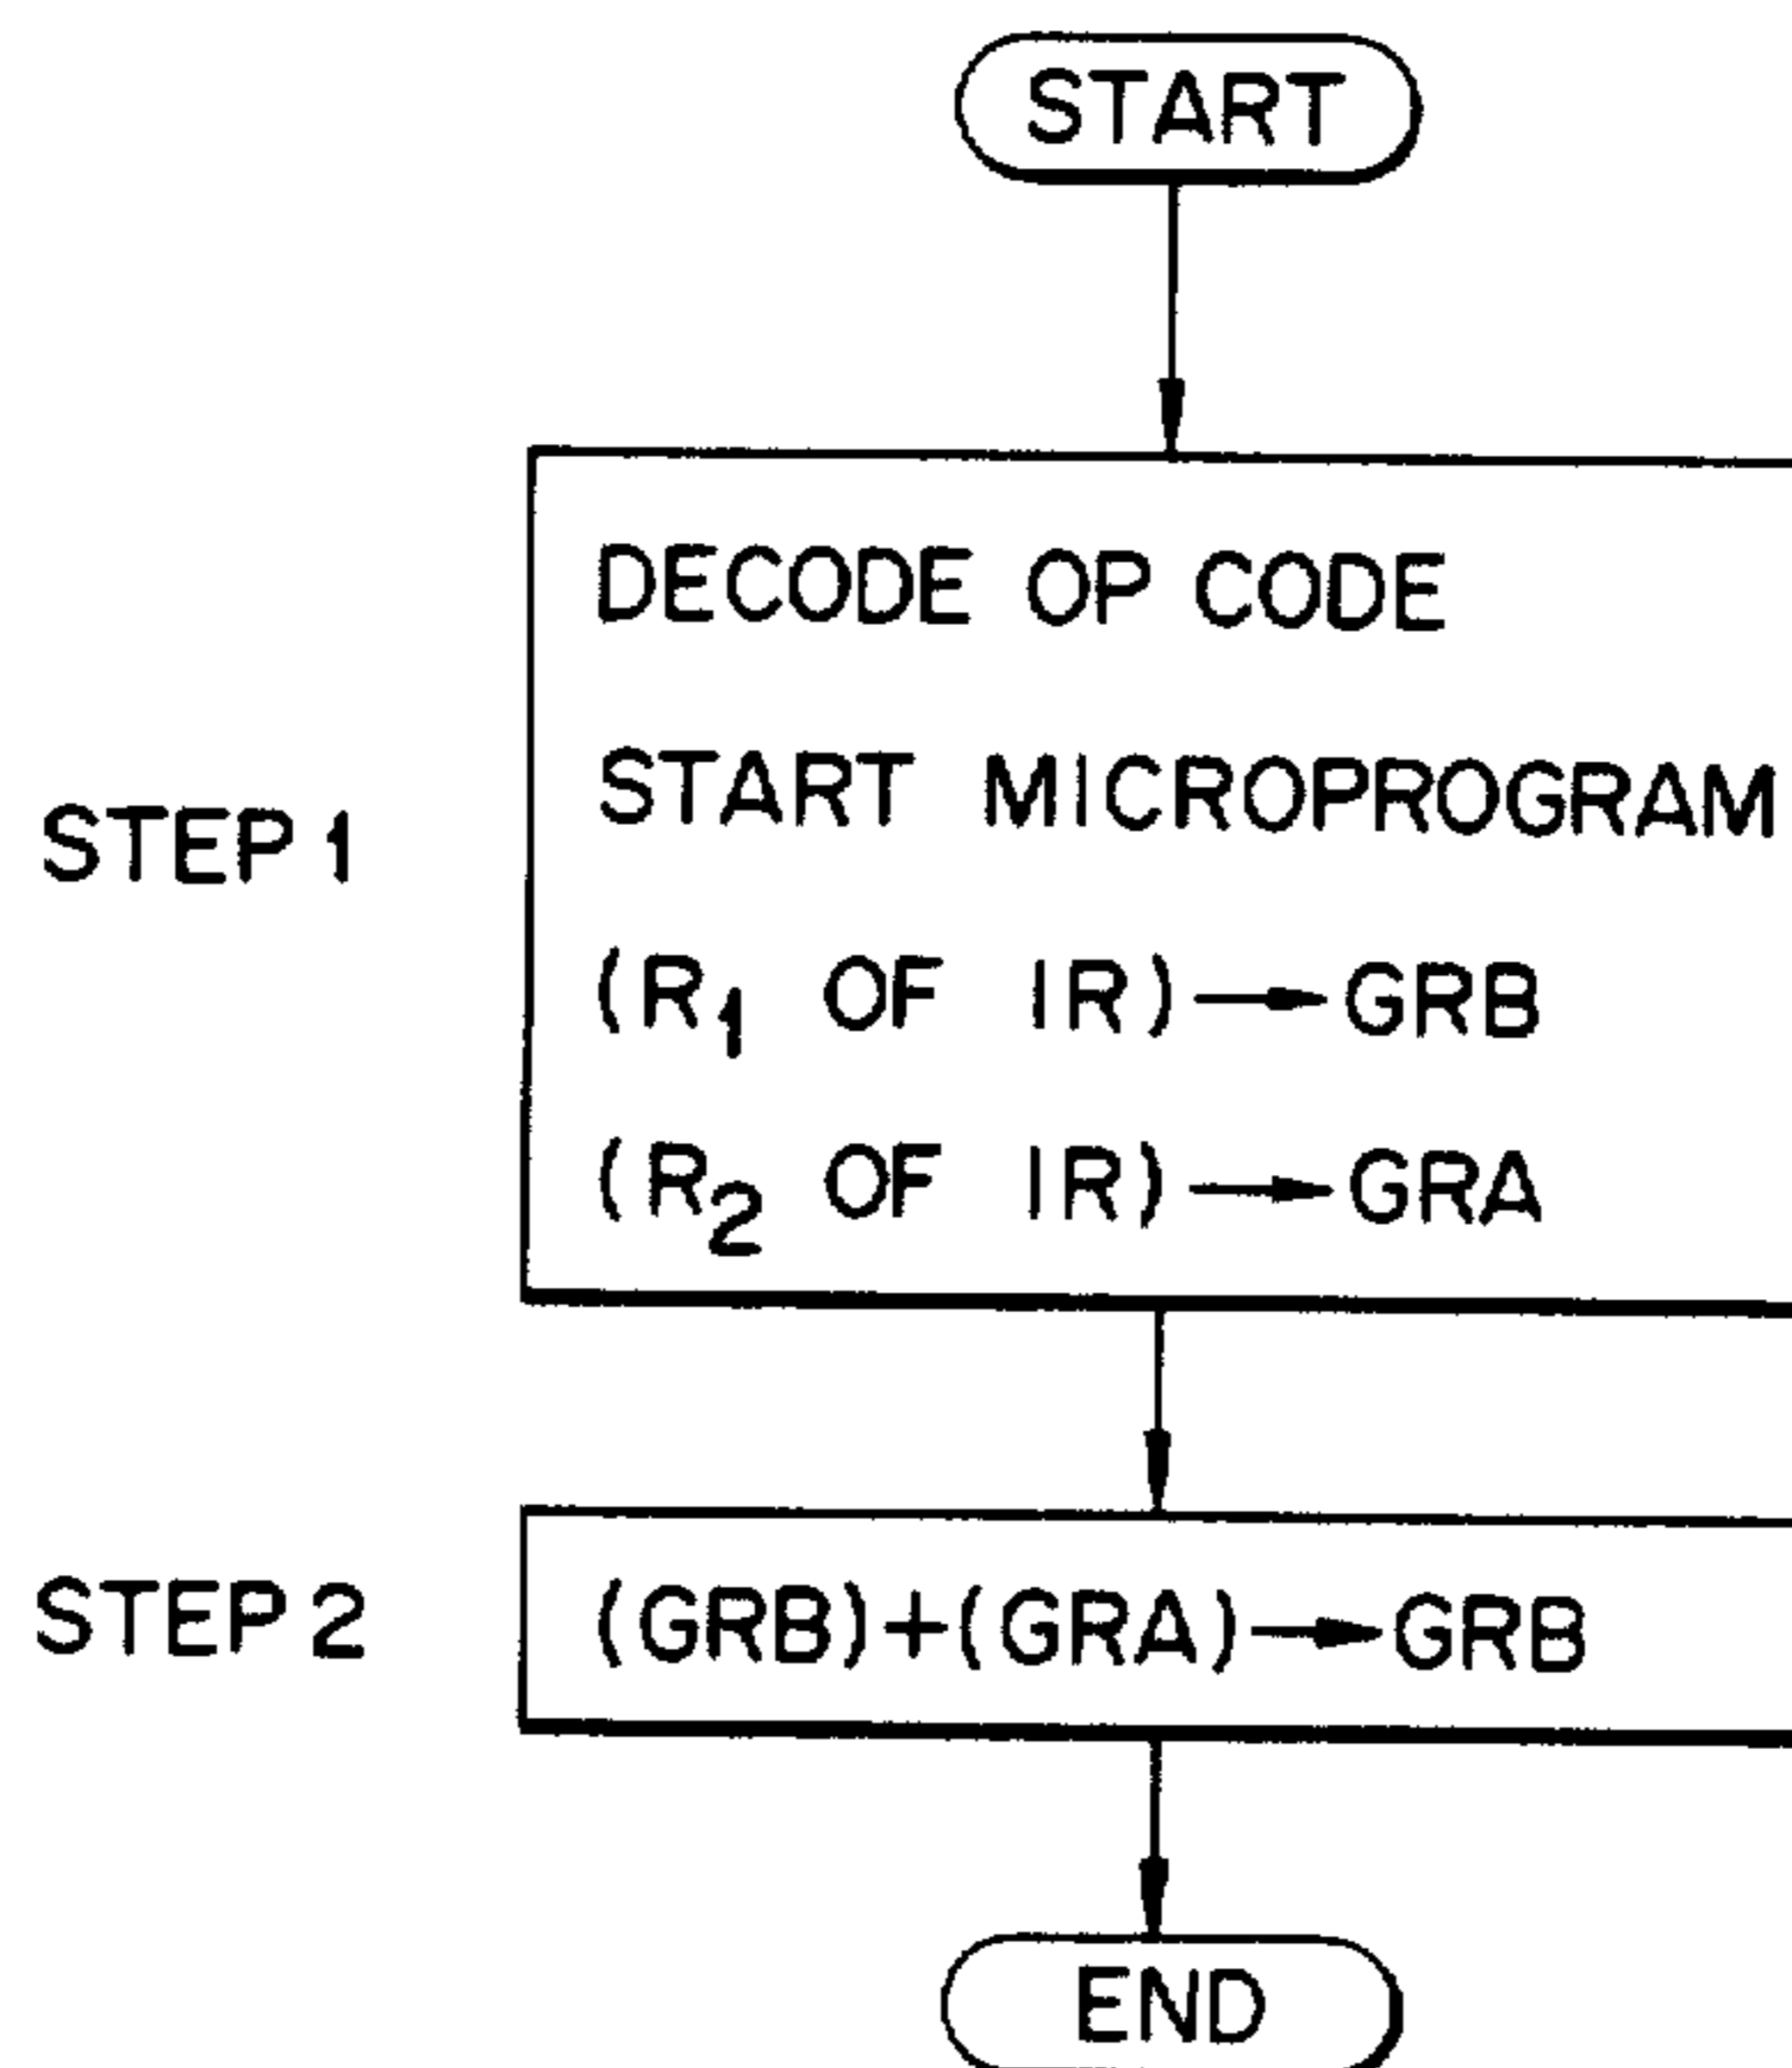 START
DECODE OP CODE
START MICROPROGRAM
STEP 1
(R₁ OF IR)→GRB
(R₂ OF IR)→GRA
STEP 2
(GRB)+(GRA)→GRB
END